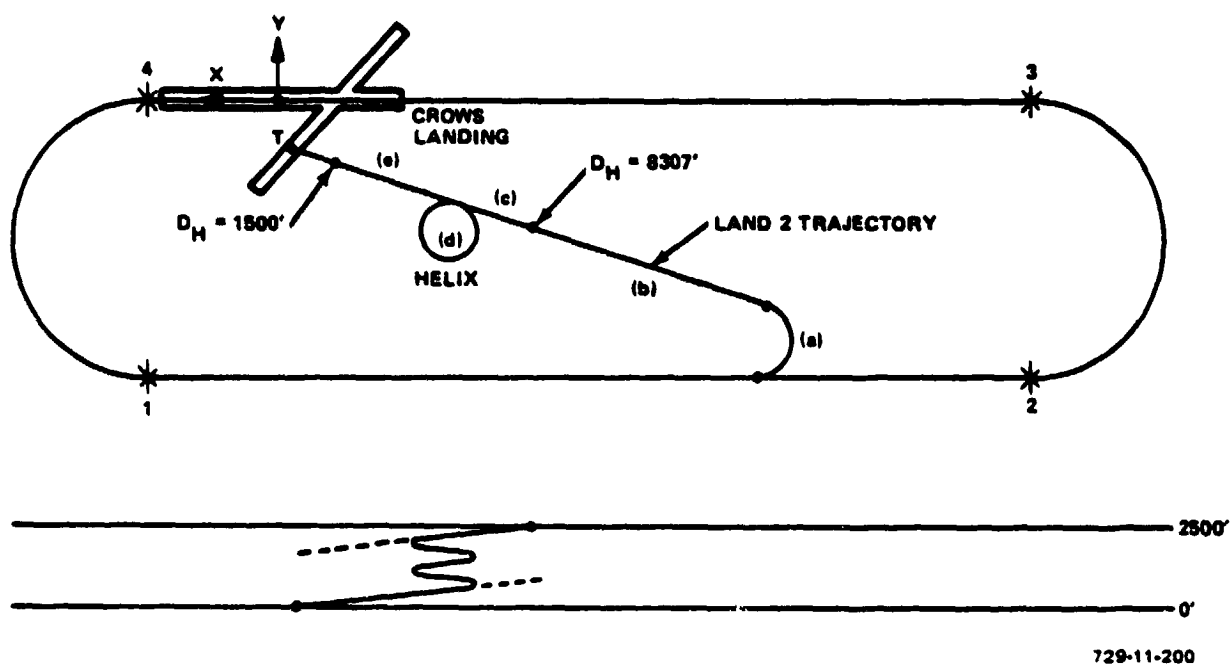 Y
4
X
3
CROWS
LANDING
T
(e)
D_H = 8307'
(c)
D_H = 1500'
LAND 2 TRAJECTORY
(d)
HELIX
(b)
(a)
1
2
2500'
0'
729-11-200